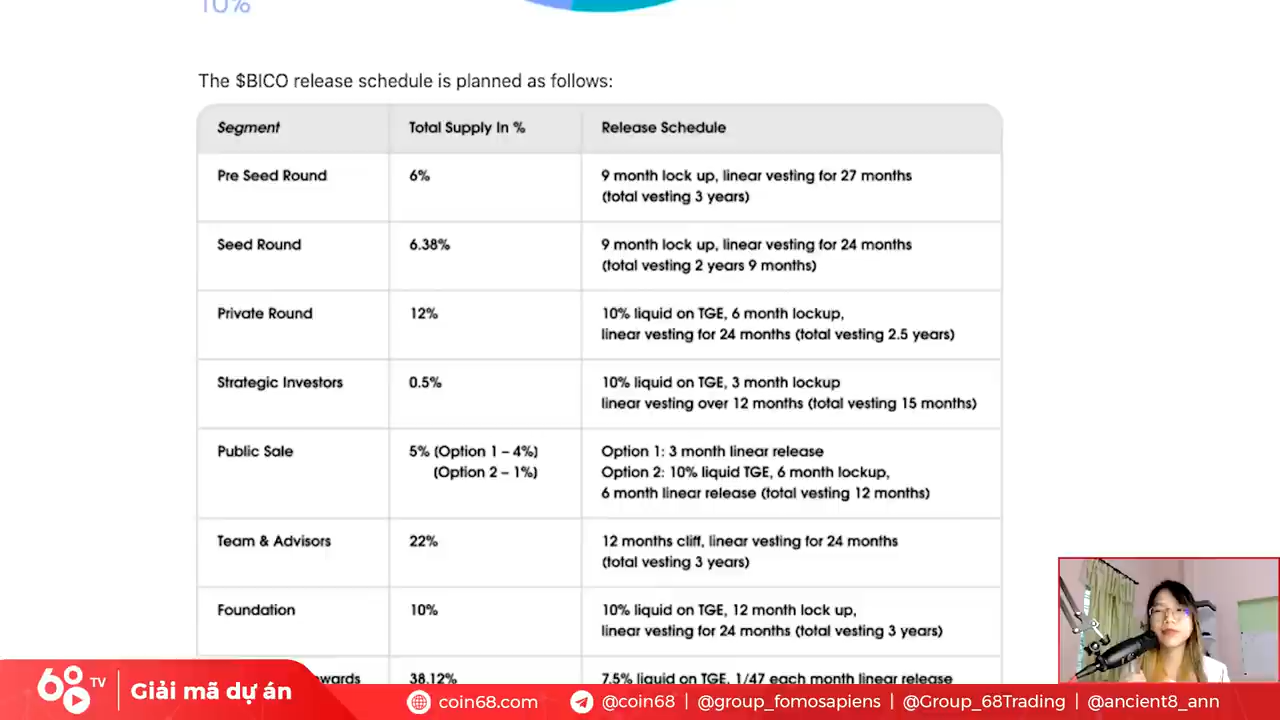 10%
The $BICO release schedule is planned as follows:
Segment Total Supply In % Release Schedule
Pre Seed Round 6% 9 month lock up, linear vesting for 27 months
(total vesting 3 years)
Seed Round 6.38% 9 month lock up, linear vesting for 24 months
(total vesting 2 years 9 months)
Private Round 12% 10% liquid on TGE, 6 month lockup,
linear vesting for 24 months (total vesting 2.5 years)
Strategic Investors 0.5% 10% liquid on TGE, 3 month lockup
linear vesting over 12 months (total vesting 15 months)
Public Sale 5% (Option 1 – 4%) Option 1: 3 month linear release
(Option 2 – 1%) Option 2: 10% liquid TGE, 6 month lockup,
6 month linear release (total vesting 12 months)
Team & Advisors 22% 12 months cliff, linear vesting for 24 months
(total vesting 3 years)
Foundation 10% 10% liquid on TGE, 12 month lock up,
linear vesting for 24 months (total vesting 3 years)
38.12% 7.5% liquid on TGE, 1/47 each month linear release
68 TV Giải mã dự án coin68.com @coin68 | @group_fomosapiens | @Group_68Trading | @ancient8_ann